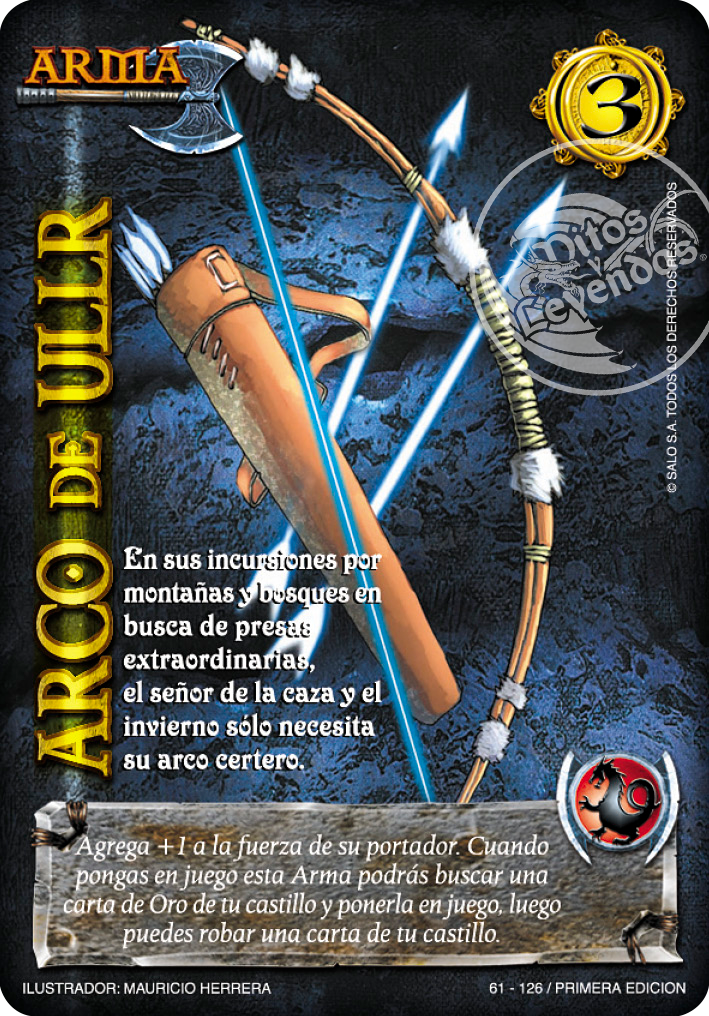 ARMA
3
Mitos
y
Leyendas
®
© SALO S.A. TODOS LOS DERECHOS RESERVADOS
ARCO DE ULLR
En sus incursiones por
montañas y bosques en
busca de presas
extraordinarias,
el señor de la caza y el
invierno sólo necesita
su arco certero.
Agrega +1 a la fuerza de su portador. Cuando
pongas en juego esta Arma podrás buscar una
carta de Oro de tu castillo y ponerla en juego, luego
puedes robar una carta de tu castillo.
ILUSTRADOR: MAURICIO HERRERA
61 - 126 / PRIMERA EDICION